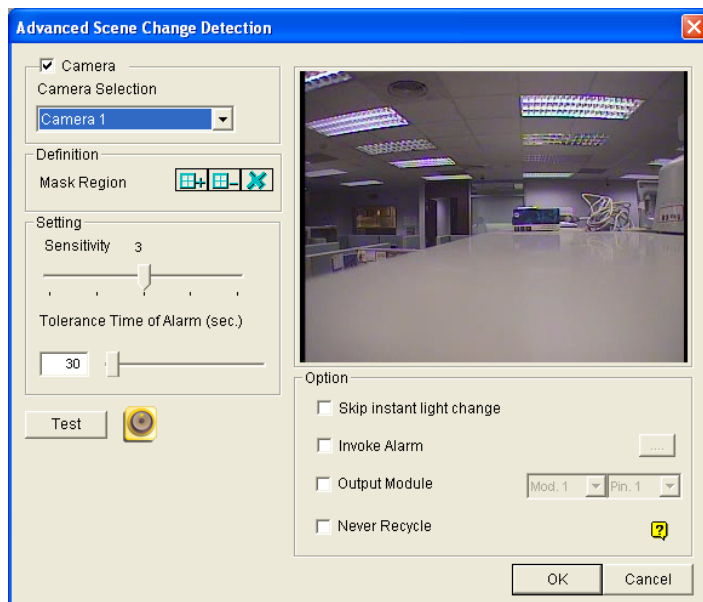 Advanced Scene Change Detection
Camera
Camera Selection
Camera 1
Definition
Mask Region
Setting
Sensitivity 3
Tolerance Time of Alarm (sec.)
30
Test
Option
Skip instant light change
Invoke Alarm
....
Output Module
Mod. 1
Pin. 1
Never Recycle
?
OK
Cancel